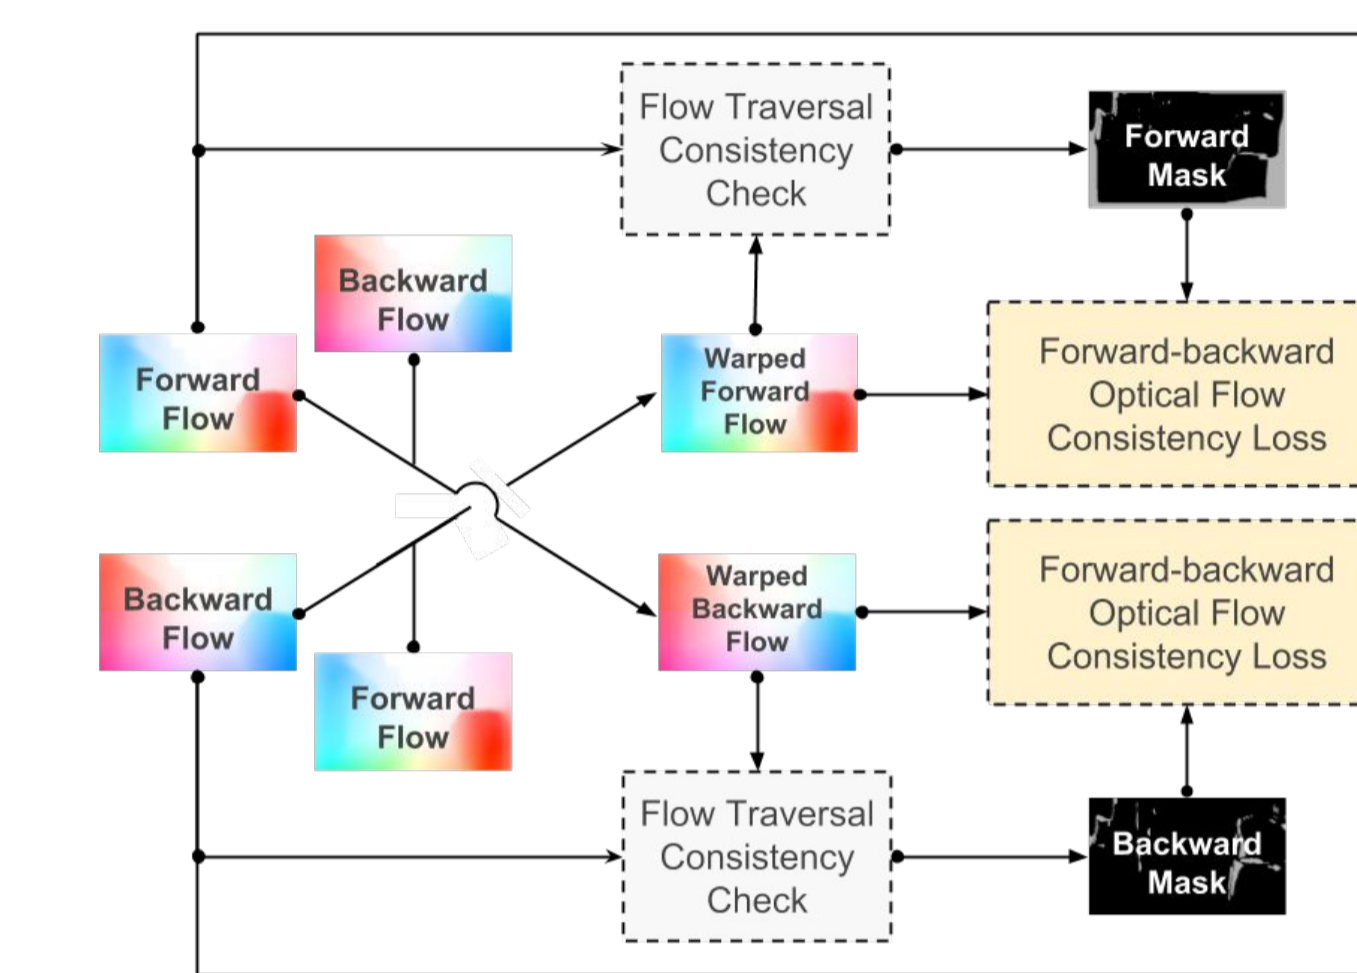 Flow Traversal
Consistency
Check
Forward
Mask
Backward
Flow
Forward
Flow
Warped
Forward
Flow
Forward-backward
Optical Flow
Consistency Loss
Backward
Flow
Warped
Backward
Flow
Forward-backward
Optical Flow
Consistency Loss
Forward
Flow
Flow Traversal
Consistency
Check
Backward
Mask